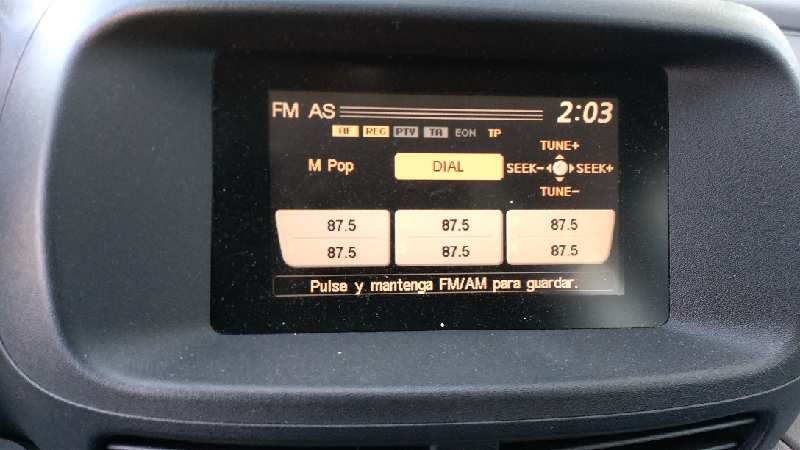 FM AS 2:03
AF REG PTY TA EON TP
TUNE+
M Pop DIAL SEEK- SEEK+
TUNE-
87.5 87.5 87.5
87.5 87.5 87.5
Pulse y mantenga FM/AM para guardar.